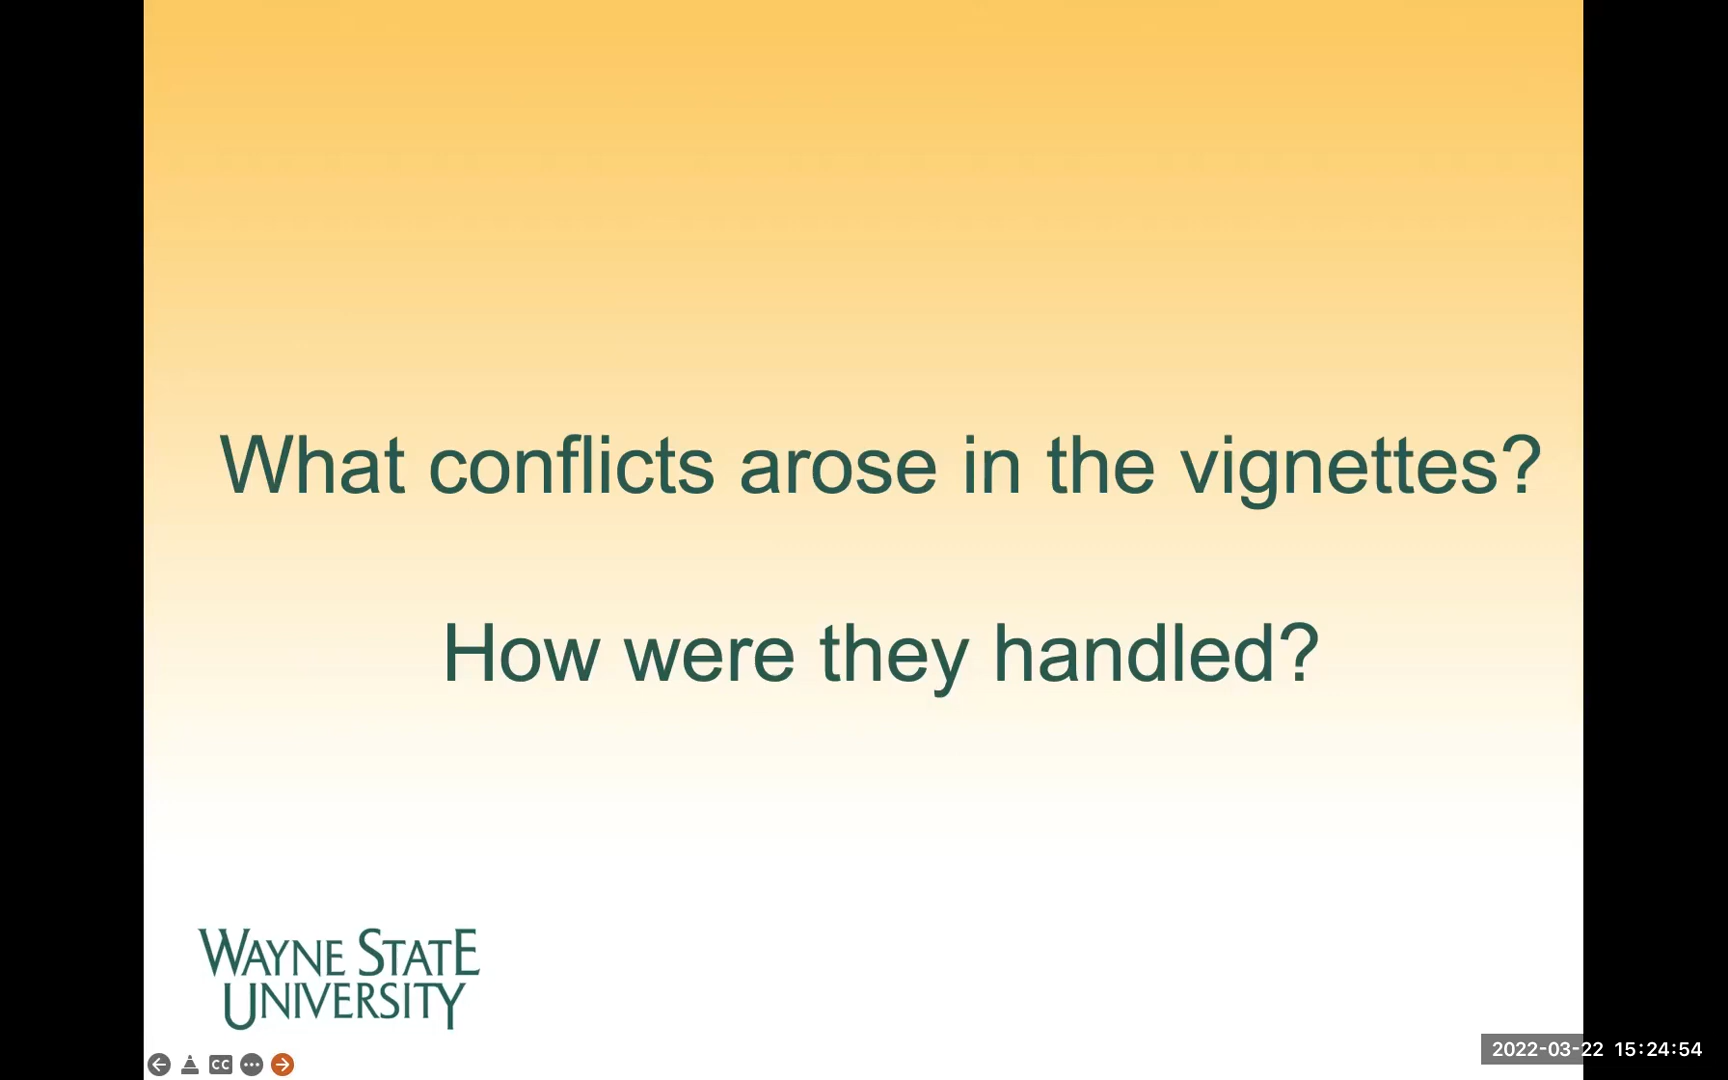 What conflicts arose in the vignettes?
How were they handled?
WAYNE STATE
UNIVERSITY
CC
2022-03-22 15:24:54